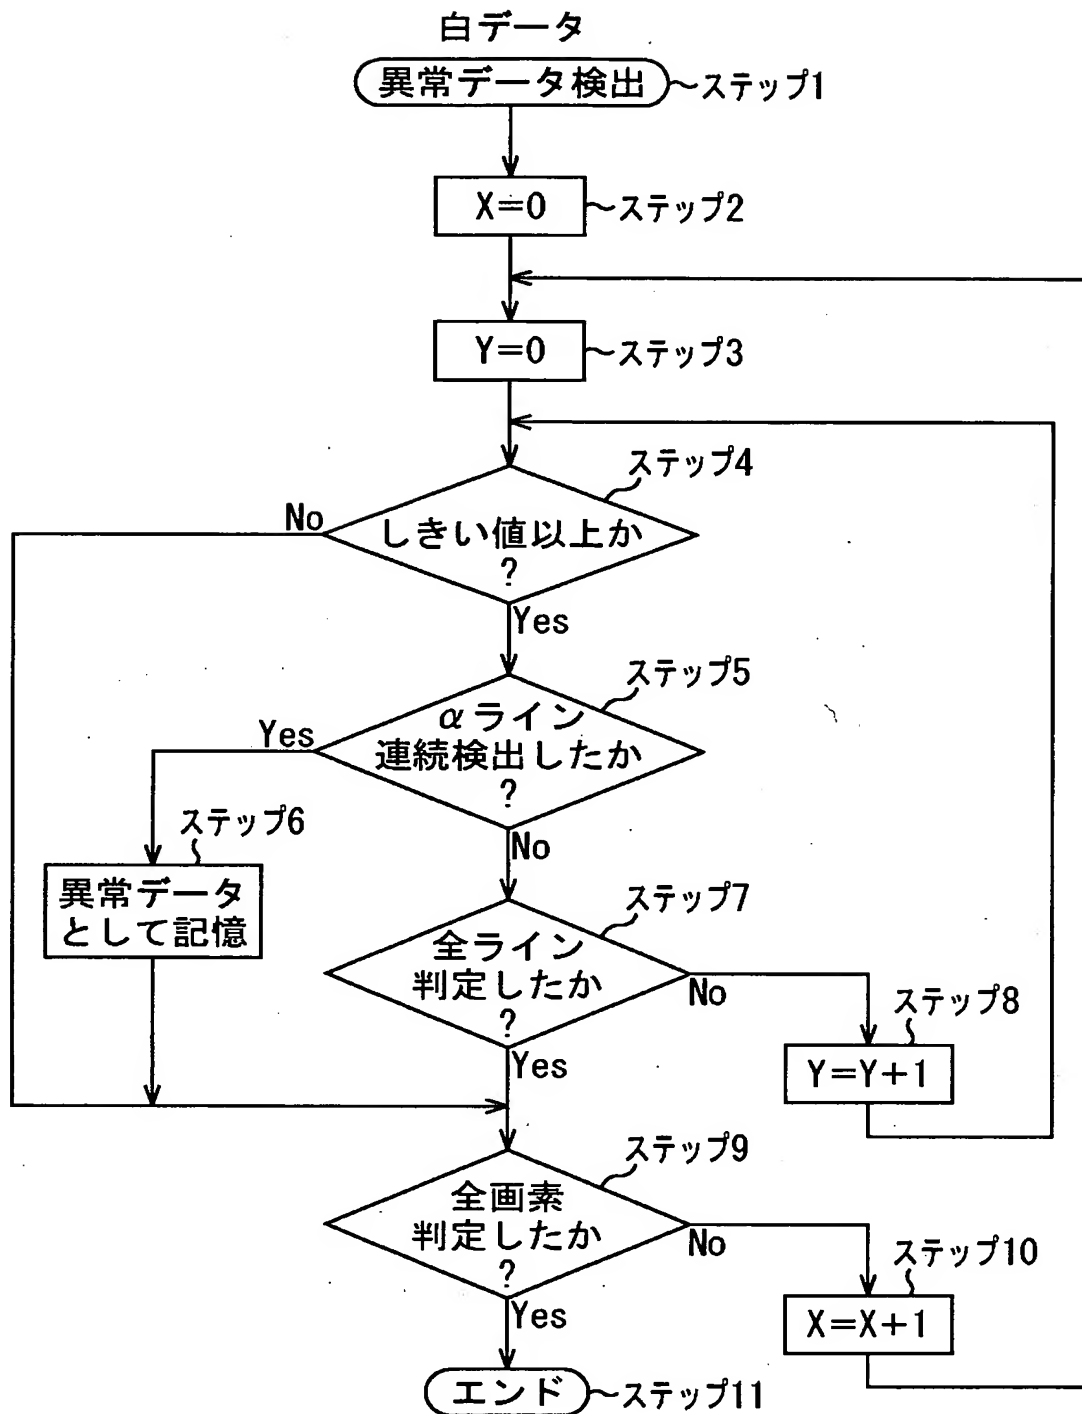 白データ
異常データ検出
ステップ1
X=0
ステップ2
Y=0
ステップ3
ステップ4
No
しきい値以上か
?
Yes
ステップ5
Yes
αライン
連続検出したか
?
No
ステップ6
異常データ
として記憶
ステップ7
全ライン
判定したか
?
No
Yes
ステップ8
Y=Y+1
ステップ9
全画素
判定したか
?
No
Yes
ステップ10
X=X+1
エンド
ステップ11